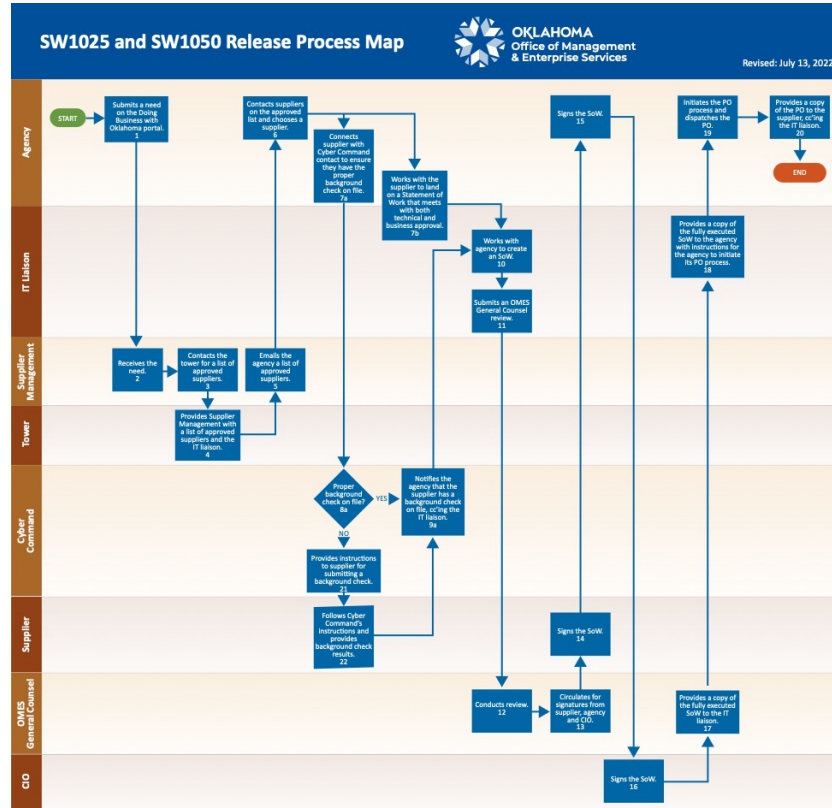 SW1025 and SW1050 Release Process Map
OKLAHOMA
Office of Management
& Enterprise Services
Revised: July 13, 2022
Agency
START
Submits a need
on the Doing
Business with
Oklahoma portal.
1
Contacts suppliers
on the approved
list and chooses a
supplier.
6
Connects
supplier with
Cyber Command
contact to ensure
they have the
proper
background
check on file.
7a
Works with the
supplier to land
on a Statement of
Work that meets
with both
technical and
business approval.
7b
Signs the SoW.
15
Initiates the PO
process and
dispatches the
PO.
19
Provides a copy
of the PO to the
supplier, cc'ing
the IT liaison.
20
END
IT Liaison
Works with
agency to create
an SoW.
10
Submits an OMES
General Counsel
review.
11
Provides a copy
of the fully executed
SoW to the agency
with instructions for
the agency to initiate
its PO process.
18
Supplier
Management
Receives the
need.
2
Contacts the
tower for a list of
approved
suppliers.
3
Emails the
agency a list of
approved
suppliers.
5
Tower
Provides Supplier
Management with
a list of approved
suppliers and the
IT liaison.
4
Cyber
Command
Proper
background
check on file?
8a
YES
NO
Notifies the
agency that the
supplier has a
background check
on file, cc'ing the
IT liaison.
9a
Provides instructions
to supplier for
submitting a
background check.
21
Supplier
Follows Cyber
Command's
instructions and
provides
background check
results.
22
Signs the SoW.
14
OMES
General Counsel
Conducts review.
12
Circulates for
signatures from
supplier, agency
and CIO.
13
Provides a copy of
the fully executed
SoW to the IT
liaison.
17
CIO
Signs the SoW.
16